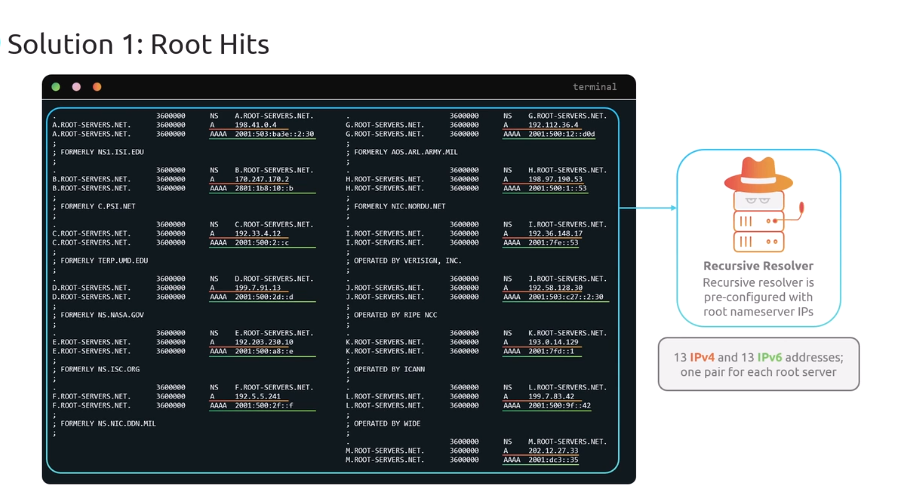 Solution 1: Root Hits
terminal
. 3600000 NS A.ROOT-SERVERS.NET.
A.ROOT-SERVERS.NET. 3600000 A 198.41.0.4
A.ROOT-SERVERS.NET. 3600000 AAAA 2001:503:ba3e::2:30
;
; FORMERLY NS1.ISI.EDU
;
. 3600000 NS B.ROOT-SERVERS.NET.
B.ROOT-SERVERS.NET. 3600000 A 170.247.170.2
B.ROOT-SERVERS.NET. 3600000 AAAA 2801:1b8:10::b
;
; FORMERLY C.PSI.NET
;
. 3600000 NS C.ROOT-SERVERS.NET.
C.ROOT-SERVERS.NET. 3600000 A 192.33.4.12
C.ROOT-SERVERS.NET. 3600000 AAAA 2001:500:2::c
;
; FORMERLY TERP.UMD.EDU
;
. 3600000 NS D.ROOT-SERVERS.NET.
D.ROOT-SERVERS.NET. 3600000 A 199.7.91.13
D.ROOT-SERVERS.NET. 3600000 AAAA 2001:500:2d::d
;
; FORMERLY NS.NASA.GOV
;
. 3600000 NS E.ROOT-SERVERS.NET.
E.ROOT-SERVERS.NET. 3600000 A 192.203.230.10
E.ROOT-SERVERS.NET. 3600000 AAAA 2001:500:a8::e
;
; FORMERLY NS.ISC.ORG
;
. 3600000 NS F.ROOT-SERVERS.NET.
F.ROOT-SERVERS.NET. 3600000 A 192.5.5.241
F.ROOT-SERVERS.NET. 3600000 AAAA 2001:500:2f::f
;
; FORMERLY NS.NIC.DDN.MIL
;
. 3600000 NS G.ROOT-SERVERS.NET.
G.ROOT-SERVERS.NET. 3600000 A 192.112.36.4
G.ROOT-SERVERS.NET. 3600000 AAAA 2001:500:12::d0d
;
; FORMERLY AOS.ARL.ARMY.MIL
;
. 3600000 NS H.ROOT-SERVERS.NET.
H.ROOT-SERVERS.NET. 3600000 A 198.97.190.53
H.ROOT-SERVERS.NET. 3600000 AAAA 2001:500:1::53
;
; FORMERLY NIC.NORDU.NET
;
. 3600000 NS I.ROOT-SERVERS.NET.
I.ROOT-SERVERS.NET. 3600000 A 192.36.148.17
I.ROOT-SERVERS.NET. 3600000 AAAA 2001:7fe::53
;
; OPERATED BY VERISIGN, INC.
;
. 3600000 NS J.ROOT-SERVERS.NET.
J.ROOT-SERVERS.NET. 3600000 A 192.58.128.30
J.ROOT-SERVERS.NET. 3600000 AAAA 2001:503:c27::2:30
;
; OPERATED BY RIPE NCC
;
. 3600000 NS K.ROOT-SERVERS.NET.
K.ROOT-SERVERS.NET. 3600000 A 193.0.14.129
K.ROOT-SERVERS.NET. 3600000 AAAA 2001:7fd::1
;
; OPERATED BY ICANN
;
. 3600000 NS L.ROOT-SERVERS.NET.
L.ROOT-SERVERS.NET. 3600000 A 199.7.83.42
L.ROOT-SERVERS.NET. 3600000 AAAA 2001:500:9f::42
;
; OPERATED BY WIDE
;
. 3600000 NS M.ROOT-SERVERS.NET.
M.ROOT-SERVERS.NET. 3600000 A 202.12.27.33
M.ROOT-SERVERS.NET. 3600000 AAAA 2001:dc3::35
Recursive Resolver
Recursive resolver is
pre-configured with
root nameserver IPs
13 IPv4 and 13 IPv6 addresses;
one pair for each root server